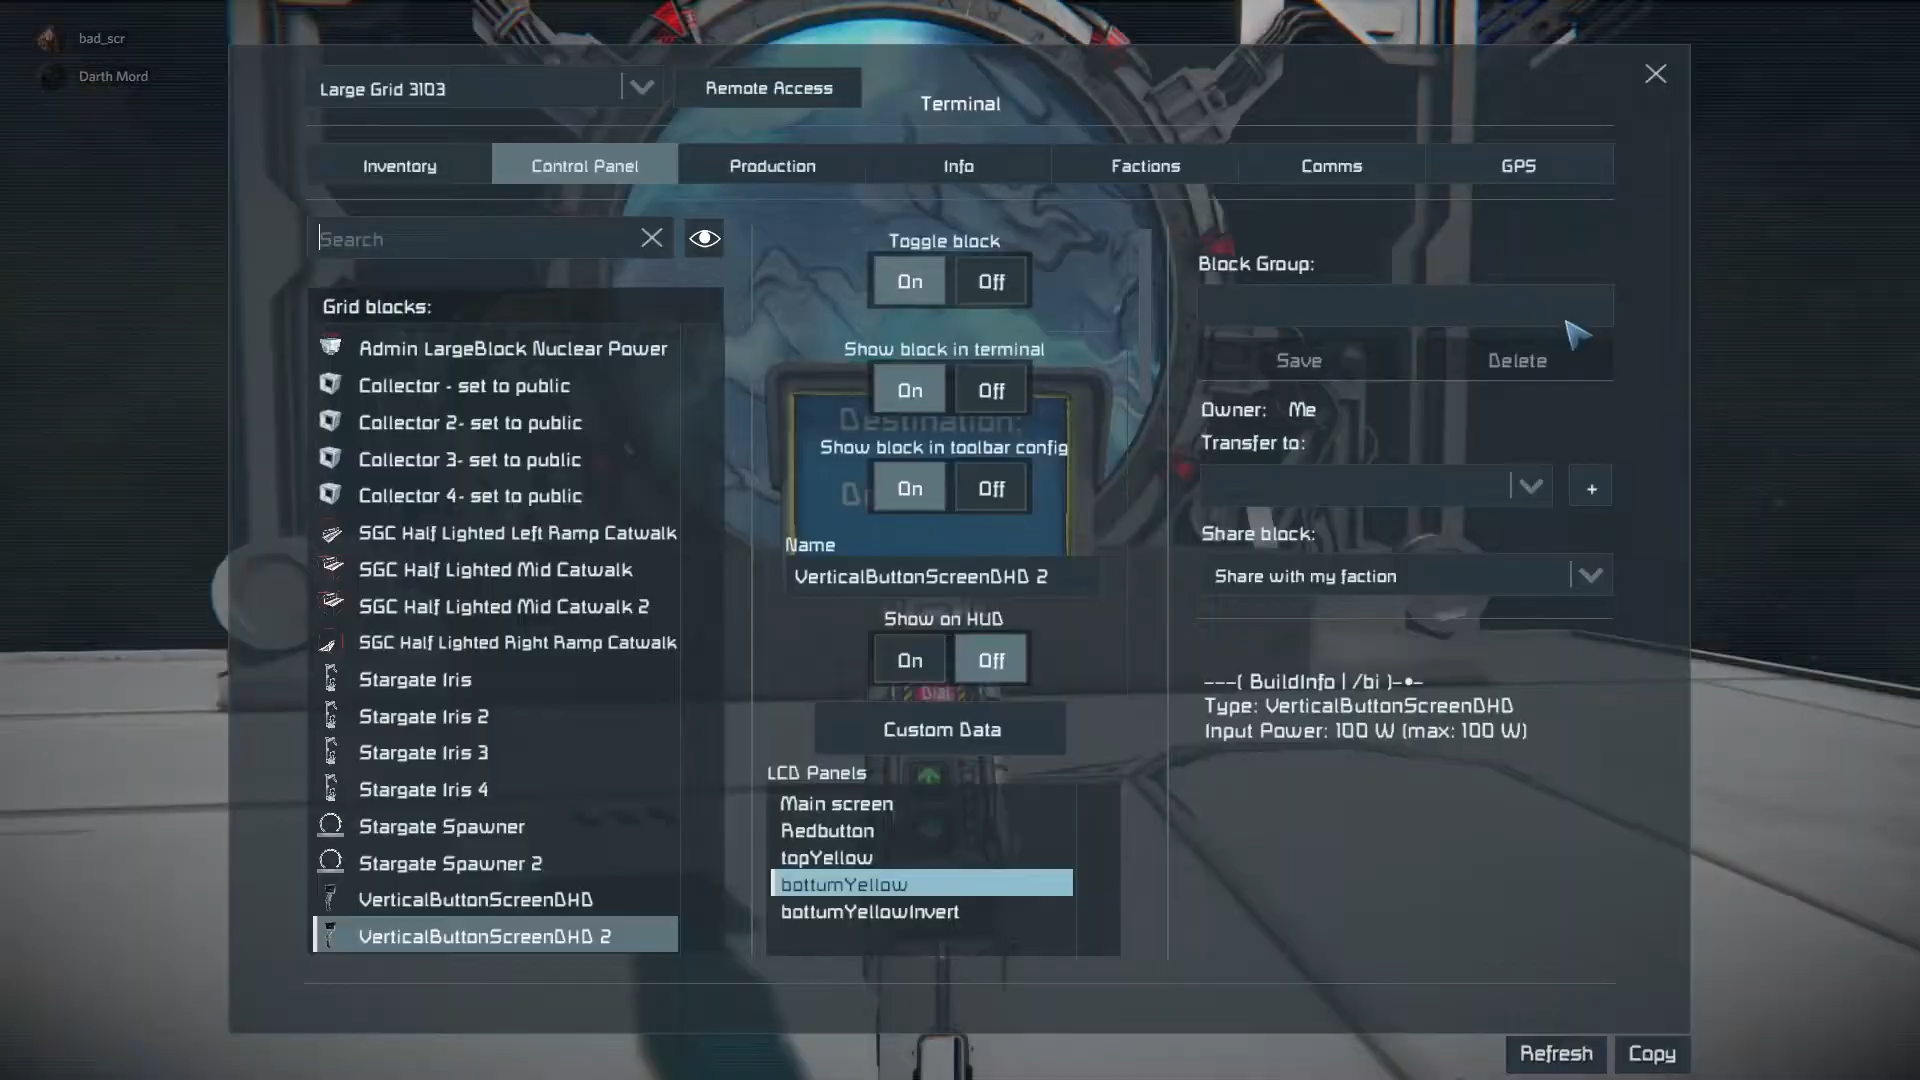 bad_scr
Darth Mord
Large Grid 3103
Remote Access
Terminal
Inventory
Control Panel
Production
Info
Factions
Comms
GPS
Search
Grid blocks:
Admin LargeBlock Nuclear Power
Collector - set to public
Collector 2- set to public
Collector 3- set to public
Collector 4- set to public
SGC Half Lighted Left Ramp Catwalk
SGC Half Lighted Mid Catwalk
SGC Half Lighted Mid Catwalk 2
SGC Half Lighted Right Ramp Catwalk
Stargate Iris
Stargate Iris 2
Stargate Iris 3
Stargate Iris 4
Stargate Spawner
Stargate Spawner 2
VerticalButtonScreenDHD
VerticalButtonScreenDHD 2
Toggle block
On Off
Show block in terminal
On Off
Destination:
Show block in toolbar config
On Off
Name
VerticalButtonScreenDHD 2
Show on HUD
On Off
Dial
Custom Data
LCD Panels
Main screen
Redbutton
topYellow
bottumYellow
bottumYellowInvert
Block Group:
Save
Delete
Owner: Me
Transfer to:
+
Share block:
Share with my faction
---( BuildInfo | /bi )-•-
Type: VerticalButtonScreenDHD
Input Power: 100 W (max: 100 W)
Refresh
Copy